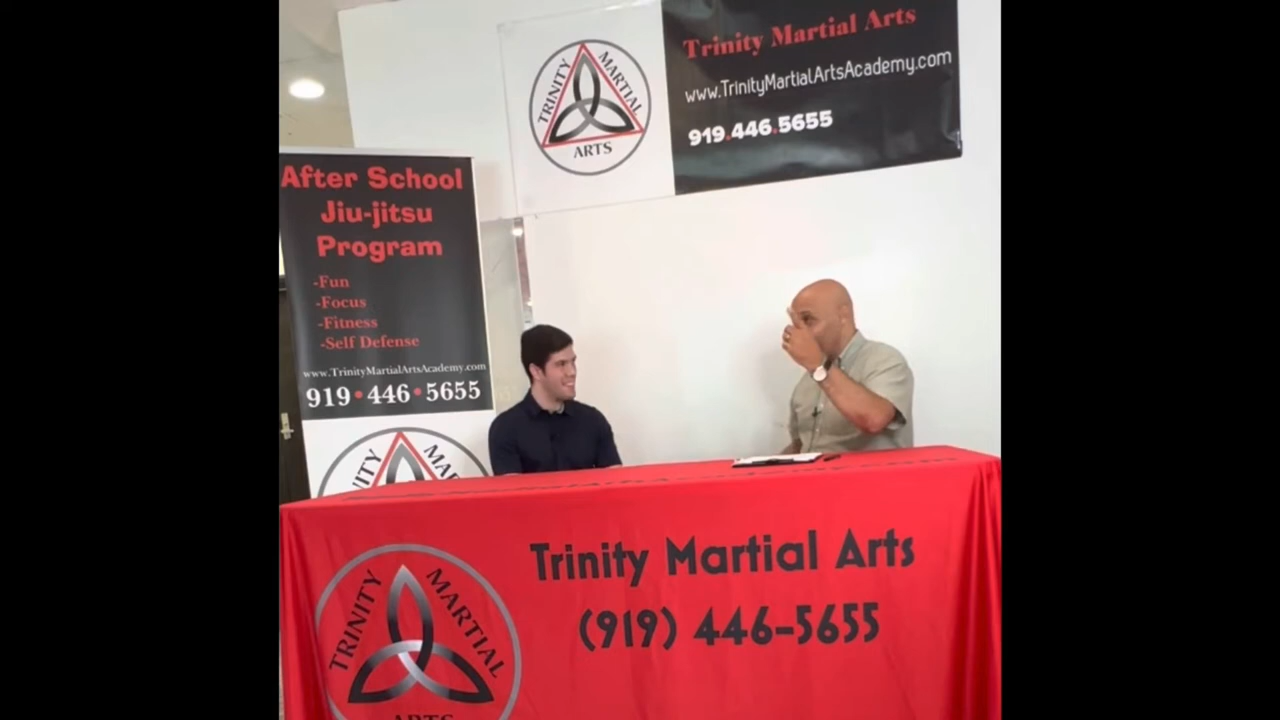 TRINITY MARTIAL ARTS
Trinity Martial Arts
www.TrinityMartialArtsAcademy.com
919.446.5655
After School
Jiu-jitsu
Program
-Fun
-Focus
-Fitness
-Self Defense
www.TrinityMartialArtsAcademy.com
919•446•5655
Trinity Martial Arts
(919) 446-5655
TRINITY MARTIAL ARTS